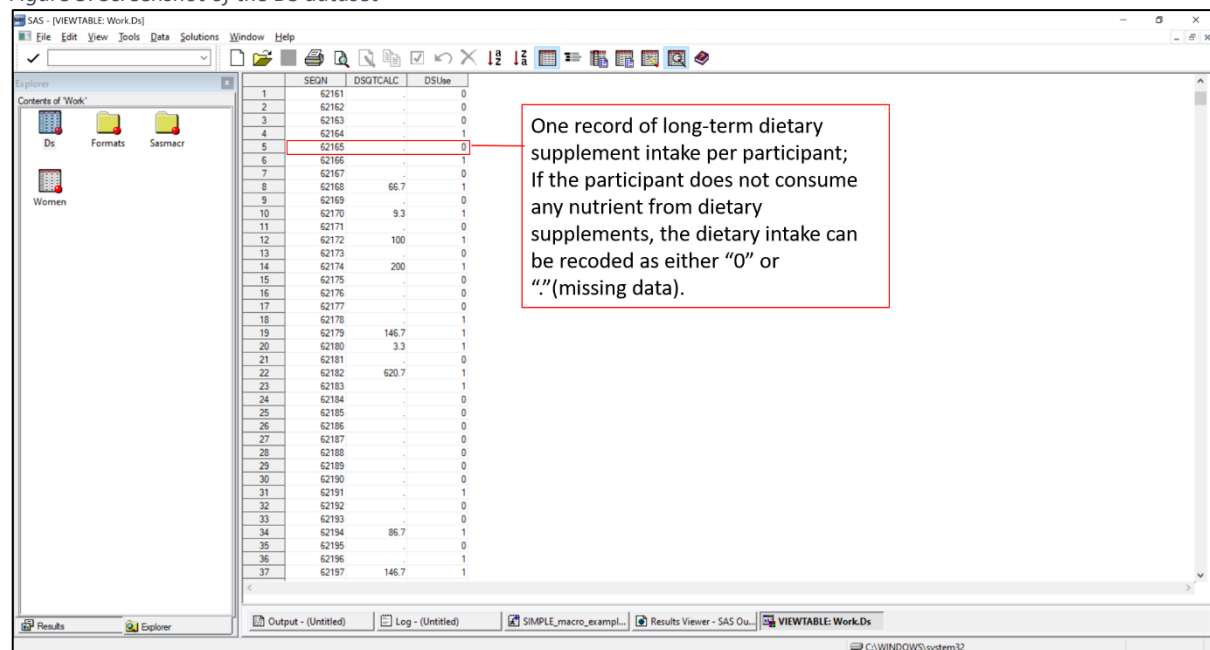 SAS - [VIEWTABLE: Work.Ds]
File Edit View Tools Data Solutions Window Help
Explorer
Contents of 'Work'
Ds Formats Sasmacr
Women
SEQN DSQTCALC DSUse
1 62161 . 0
2 62162 . 0
3 62163 . 0
4 62164 . 1
5 62165 . 0
6 62166 . 1
7 62167 . 0
8 62168 66.7 1
9 62169 . 0
10 62170 9.3 1
11 62171 . 0
12 62172 100 1
13 62173 . 0
14 62174 200 1
15 62175 . 0
16 62176 . 0
17 62177 . 0
18 62178 . 1
19 62179 146.7 1
20 62180 3.3 1
21 62181 . 0
22 62182 620.7 1
23 62183 . 1
24 62184 . 0
25 62185 . 0
26 62186 . 0
27 62187 . 0
28 62188 . 0
29 62189 . 0
30 62190 . 0
31 62191 . 1
32 62192 . 0
33 62193 . 0
34 62194 86.7 1
35 62195 . 0
36 62196 . 1
37 62197 146.7 1
One record of long-term dietary
supplement intake per participant;
If the participant does not consume
any nutrient from dietary
supplements, the dietary intake can
be recoded as either “0” or
“.”(missing data).
Results Explorer
Output - (Untitled) Log - (Untitled) SIMPLE_macro_exampl... Results Viewer - SAS Ou... VIEWTABLE: Work.Ds
C:\WINDOWS\system32